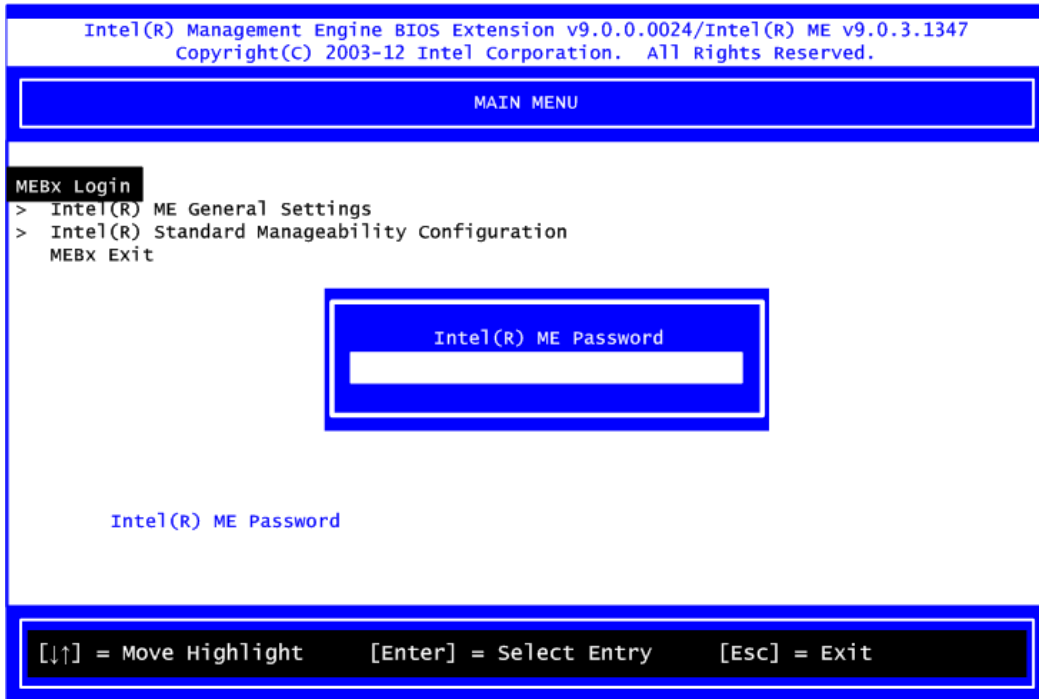 Intel(R) Management Engine BIOS Extension v9.0.0.0024/Intel(R) ME v9.0.3.1347
Copyright(C) 2003-12 Intel Corporation.  All Rights Reserved.
MAIN MENU
MEBx Login
>  Intel(R) ME General Settings
>  Intel(R) Standard Manageability Configuration
MEBx Exit
Intel(R) ME Password
Intel(R) ME Password
[↓↑] = Move Highlight  [Enter] = Select Entry  [Esc] = Exit